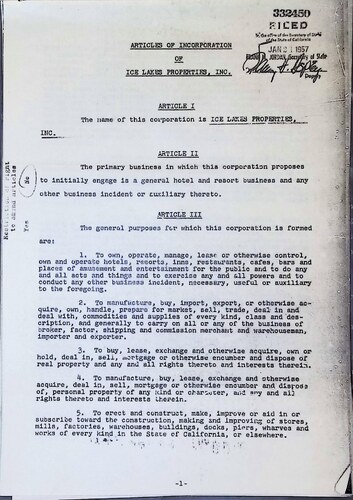 332450
FILED
In the office of the Secretary of State
of the State of California
JAN 21 1957
FRANK M. JORDAN, Secretary of State
Deputy
ARTICLES OF INCORPORATION
OF
ICE LAKES PROPERTIES, INC.
ARTICLE I
The name of this corporation is ICE LAKES PROPERTIES,
INC.
ARTICLE II
The primary business in which this corporation proposes
to initially engage is a general hotel and resort business and any
other business incident or auxiliary thereto.
Yes
No
ARTICLE III
The general purposes for which this corporation is formed
are:
1. To own, operate, manage, lease or otherwise control,
own and operate hotels, resorts, inns, restaurants, cafes, bars and
places of amusement and entertainment for the public and to do any
and all acts and things and to exercise any and all powers and to
conduct any other business incident, necessary, useful or auxiliary
to the foregoing.
2. To manufacture, buy, import, export, or otherwise ac-
quire, own, handle, prepare for market, sell, trade, deal in and
deal with, commodities and supplies of every kind, class and des-
cription, and generally to carry on all or any of the business of
broker, factor, shipping and commission merchant and warehouseman,
importer and exporter.
3. To buy, lease, exchange and otherwise acquire, own or
hold, deal in, sell, mortgage or otherwise encumber and dispose of
real property and any and all rights thereto and interests therein.
4. To manufacture, buy, lease, exchange and otherwise
acquire, deal in, sell, mortgage or otherwise encumber and dispose
of, personal property of any kind or character, and any and all
rights thereto and interests therein.
5. To erect and construct, make, improve or aid in or
subscribe toward the construction, making and improving of stores,
mills, factories, warehouses, buildings, docks, piers, wharves and
works of every kind in the State of California, or elsewhere.
-1-